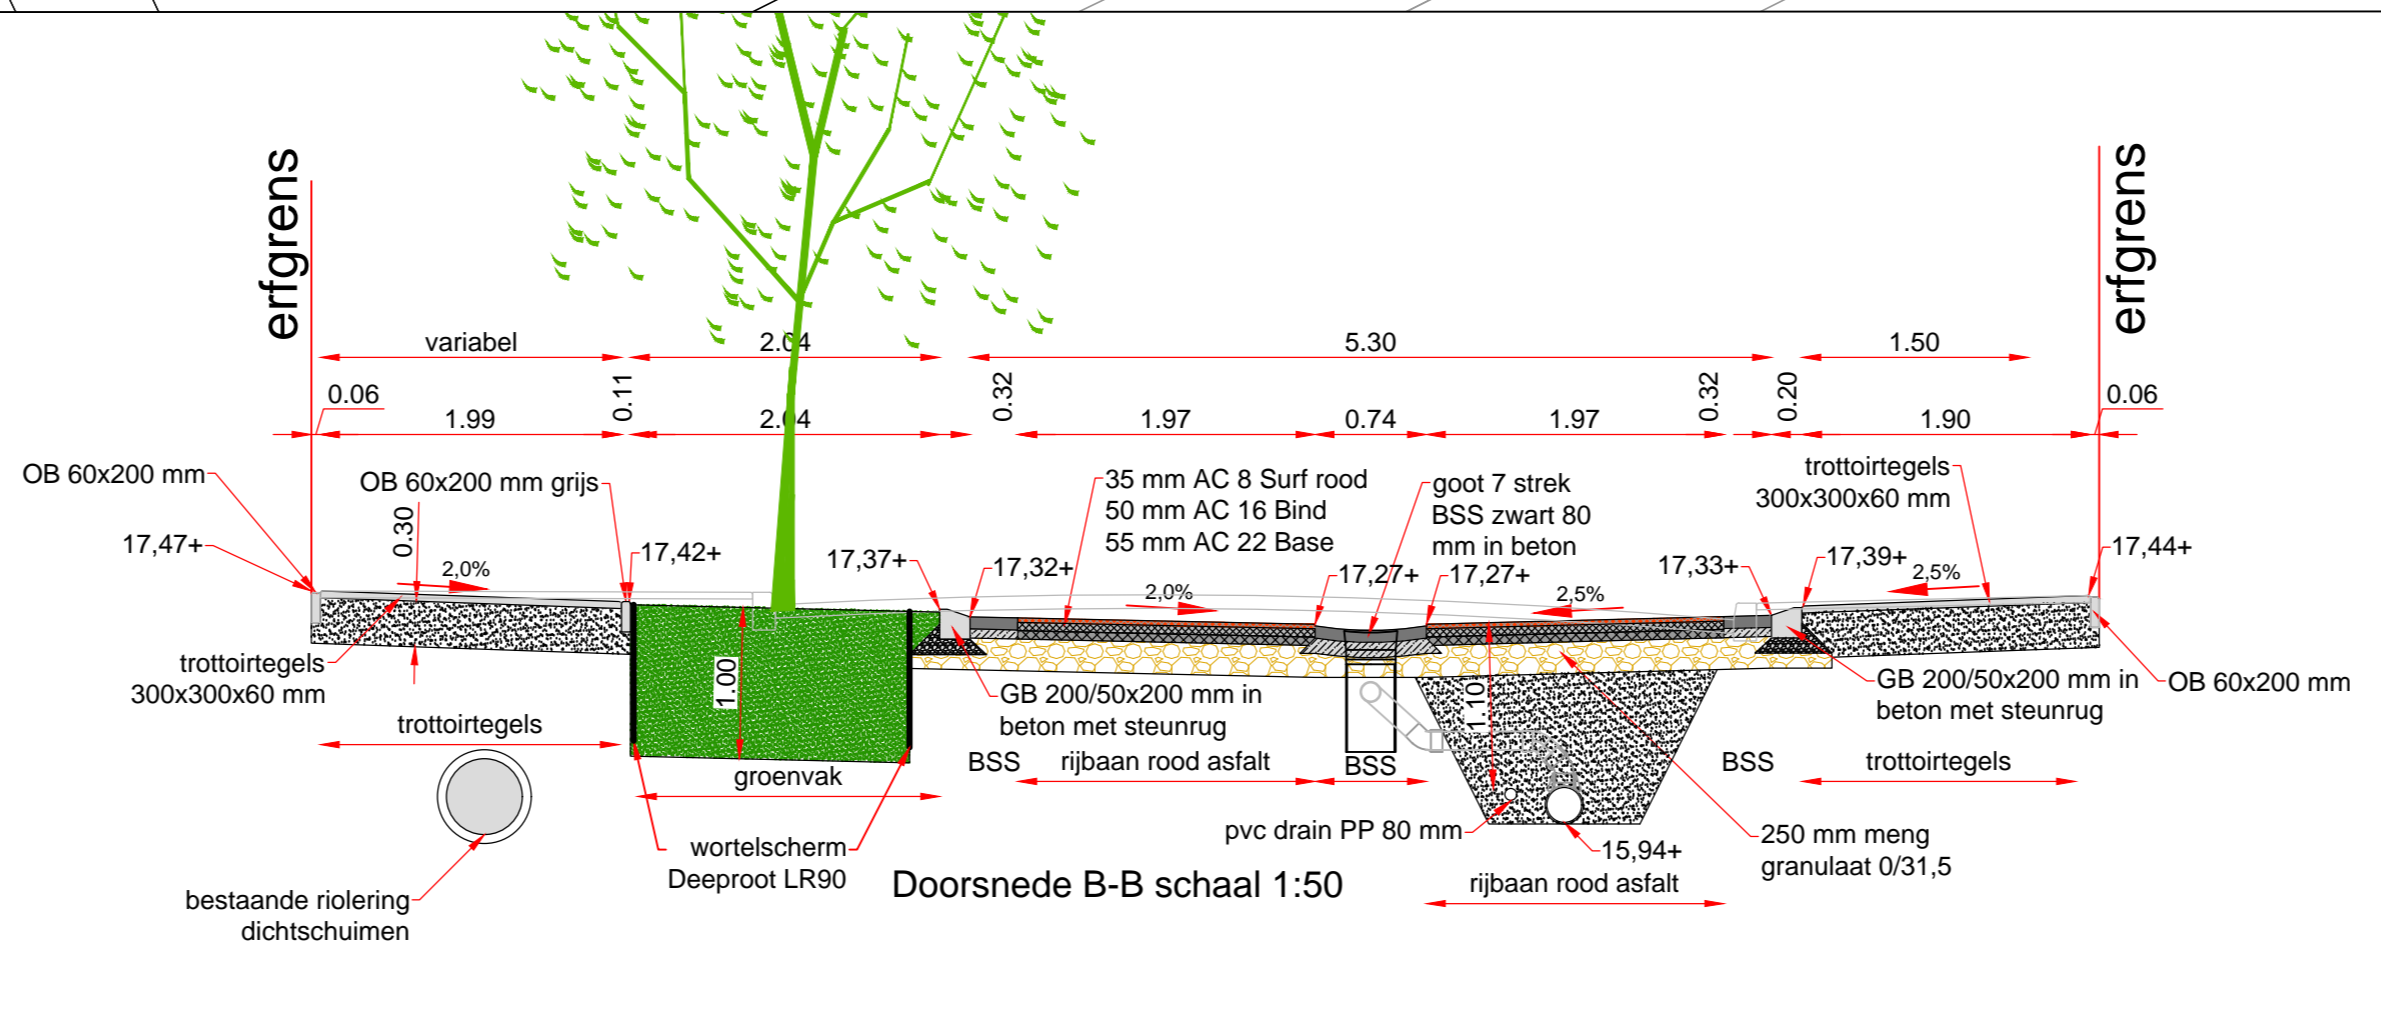 erfgrens
erfgrens
variabel
2.04
5.30
1.50
0.06
0.11
0.32
0.32
0.20
0.06
1.99
2.04
1.97
0.74
1.97
1.90
OB 60x200 mm
OB 60x200 mm grijs
35 mm AC 8 Surf rood
50 mm AC 16 Bind
55 mm AC 22 Base
goot 7 strek
BSS zwart 80
mm in beton
trottoirtegels
300x300x60 mm
17,47+
0.30
17,42+
17,37+
17,32+
17,27+
17,27+
17,33+
17,39+
17,44+
2,0%
2,0%
2,5%
2,5%
trottoirtegels
300x300x60 mm
1.00
1.10
GB 200/50x200 mm in
beton met steunrug
GB 200/50x200 mm in
beton met steunrug
OB 60x200 mm
trottoirtegels
groenvak
BSS
rijbaan rood asfalt
BSS
BSS
trottoirtegels
pvc drain PP 80 mm
15,94+
250 mm meng
granulaat 0/31,5
wortelscherm
Deeproot LR90
rijbaan rood asfalt
bestaande riolering
dichtschuimen
Doorsnede B-B schaal 1:50